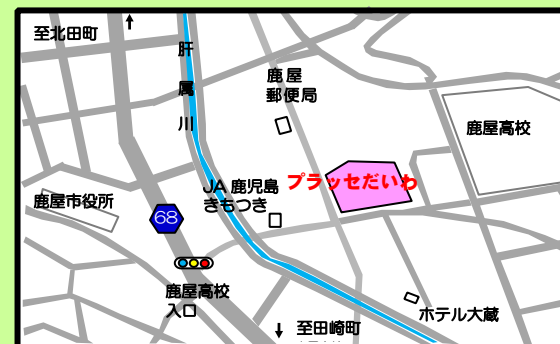 至北田町
肝属川
鹿屋
郵便局
鹿屋高校
JA 鹿児島
きもつき
プラッセだいわ
鹿屋市役所
68
鹿屋高校
入口
ホテル大蔵
至田崎町